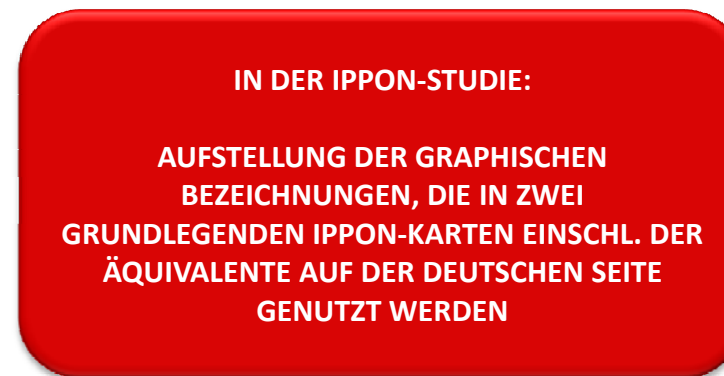 IN DER IPPON-STUDIE:
AUFSTELLUNG DER GRAPHISCHEN
BEZEICHNUNGEN, DIE IN ZWEI
GRUNDLEGENDEN IPPON-KARTEN EINSCHL. DER
ÄQUIVALENTE AUF DER DEUTSCHEN SEITE
GENUTZT WERDEN